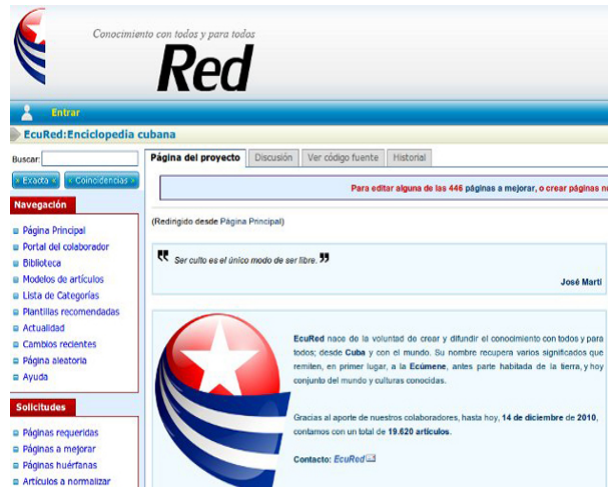 Conocimiento con todos y para todos
Red
Entrar
EcuRed:Enciclopedia cubana
Buscar:
Exacta
Coincidencias
Página del proyecto
Discusión
Ver código fuente
Historial
Para editar alguna de las 446 páginas a mejorar, o crear páginas n
Navegación
Página Principal
Portal del colaborador
Biblioteca
Modelos de artículos
Lista de Categorías
Plantillas recomendadas
Actualidad
Cambios recientes
Página aleatoria
Ayuda
Solicitudes
Páginas requeridas
Páginas a mejorar
Páginas huérfanas
Artículos a normalizar
(Redirigido desde Página Principal)
Ser culto es el único modo de ser libre.
José Martí
EcuRed nace de la voluntad de crear y difundir el conocimiento con todos y para
todos; desde Cuba y con el mundo. Su nombre recupera varios significados que
remiten, en primer lugar, a la Ecúmene, antes parte habitada de la tierra, y hoy
conjunto del mundo y culturas conocidas.
Gracias al aporte de nuestros colaboradores, hasta hoy, 14 de diciembre de 2010,
contamos con un total de 19.620 artículos.
Contacto: EcuRed